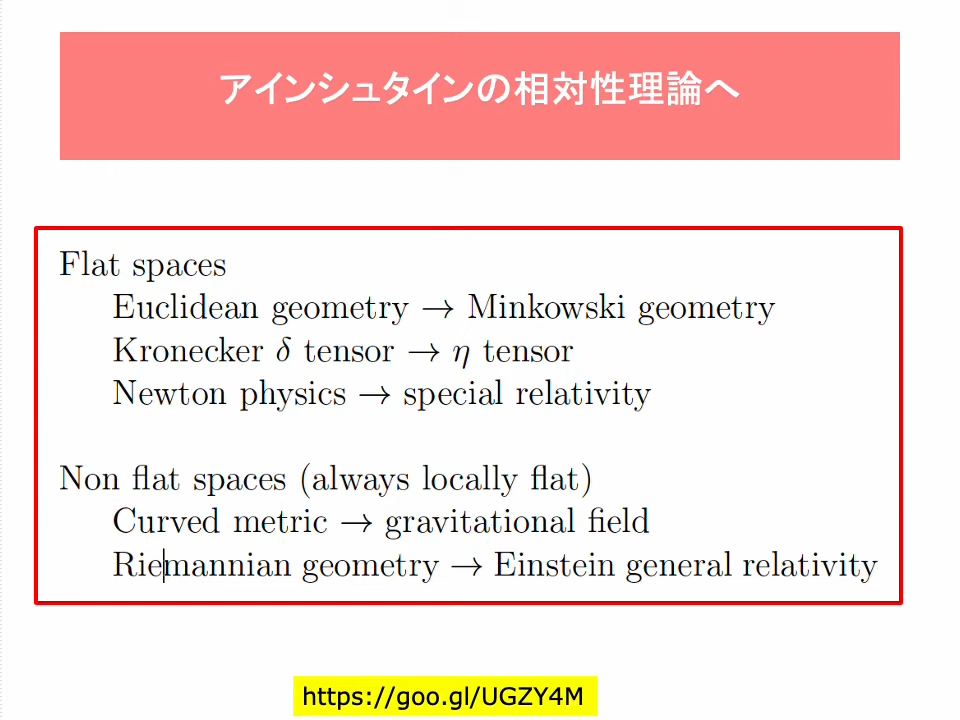 アインシュタインの相対性理論へ
Flat spaces
Euclidean geometry → Minkowski geometry
Kronecker δ tensor → η tensor
Newton physics → special relativity
Non flat spaces (always locally flat)
Curved metric → gravitational field
Riemannian geometry → Einstein general relativity
https://goo.gl/UGZY4M